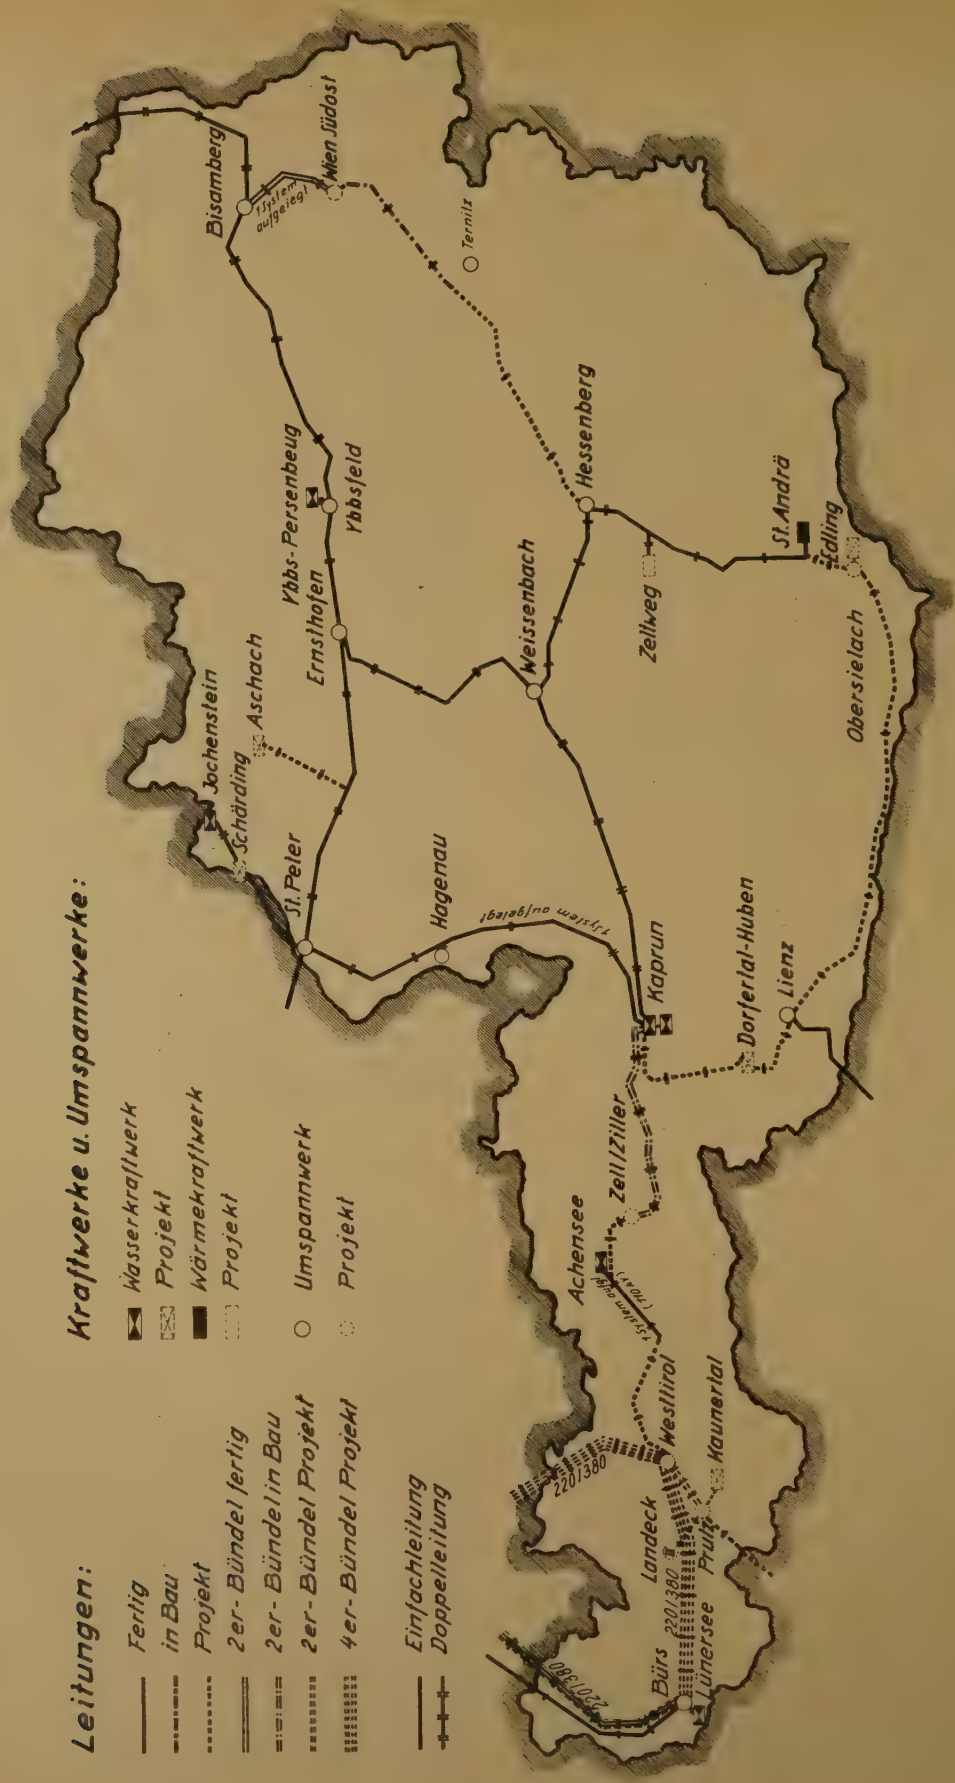 Leitungen:
Fertig
in Bau
Projekt
2er-Bündel fertig
2er-Bündel in Bau
2er-Bündel Projekt
4er-Bündel Projekt
Einfachleitung
Doppelleitung
Kraftwerke u. Umspannwerke:
Wasserkraftwerk
Projekt
Wärmekraftwerk
Projekt
Umspannwerk
Projekt
Jochenstein
Schärding
Aschach
St. Peter
Hagenau
Ernsthofen
Ybbs-Persenbeug
Ybbsfeld
Bisamberg
1 System
aufgelegt
Wien Südost
Ternitz
Hessenberg
Weissenbach
Zeltweg
St. Andrä
Edling
Obersielach
1 System aufgelegt
Kaprun
Dorfertal-Huben
Lienz
Zell/Ziller
Achensee
1 System aufg.
(110kV)
Westtirol
Kaunertal
Prutz
Landeck
220/380
220/380
220/380
Bürs
Lünersee